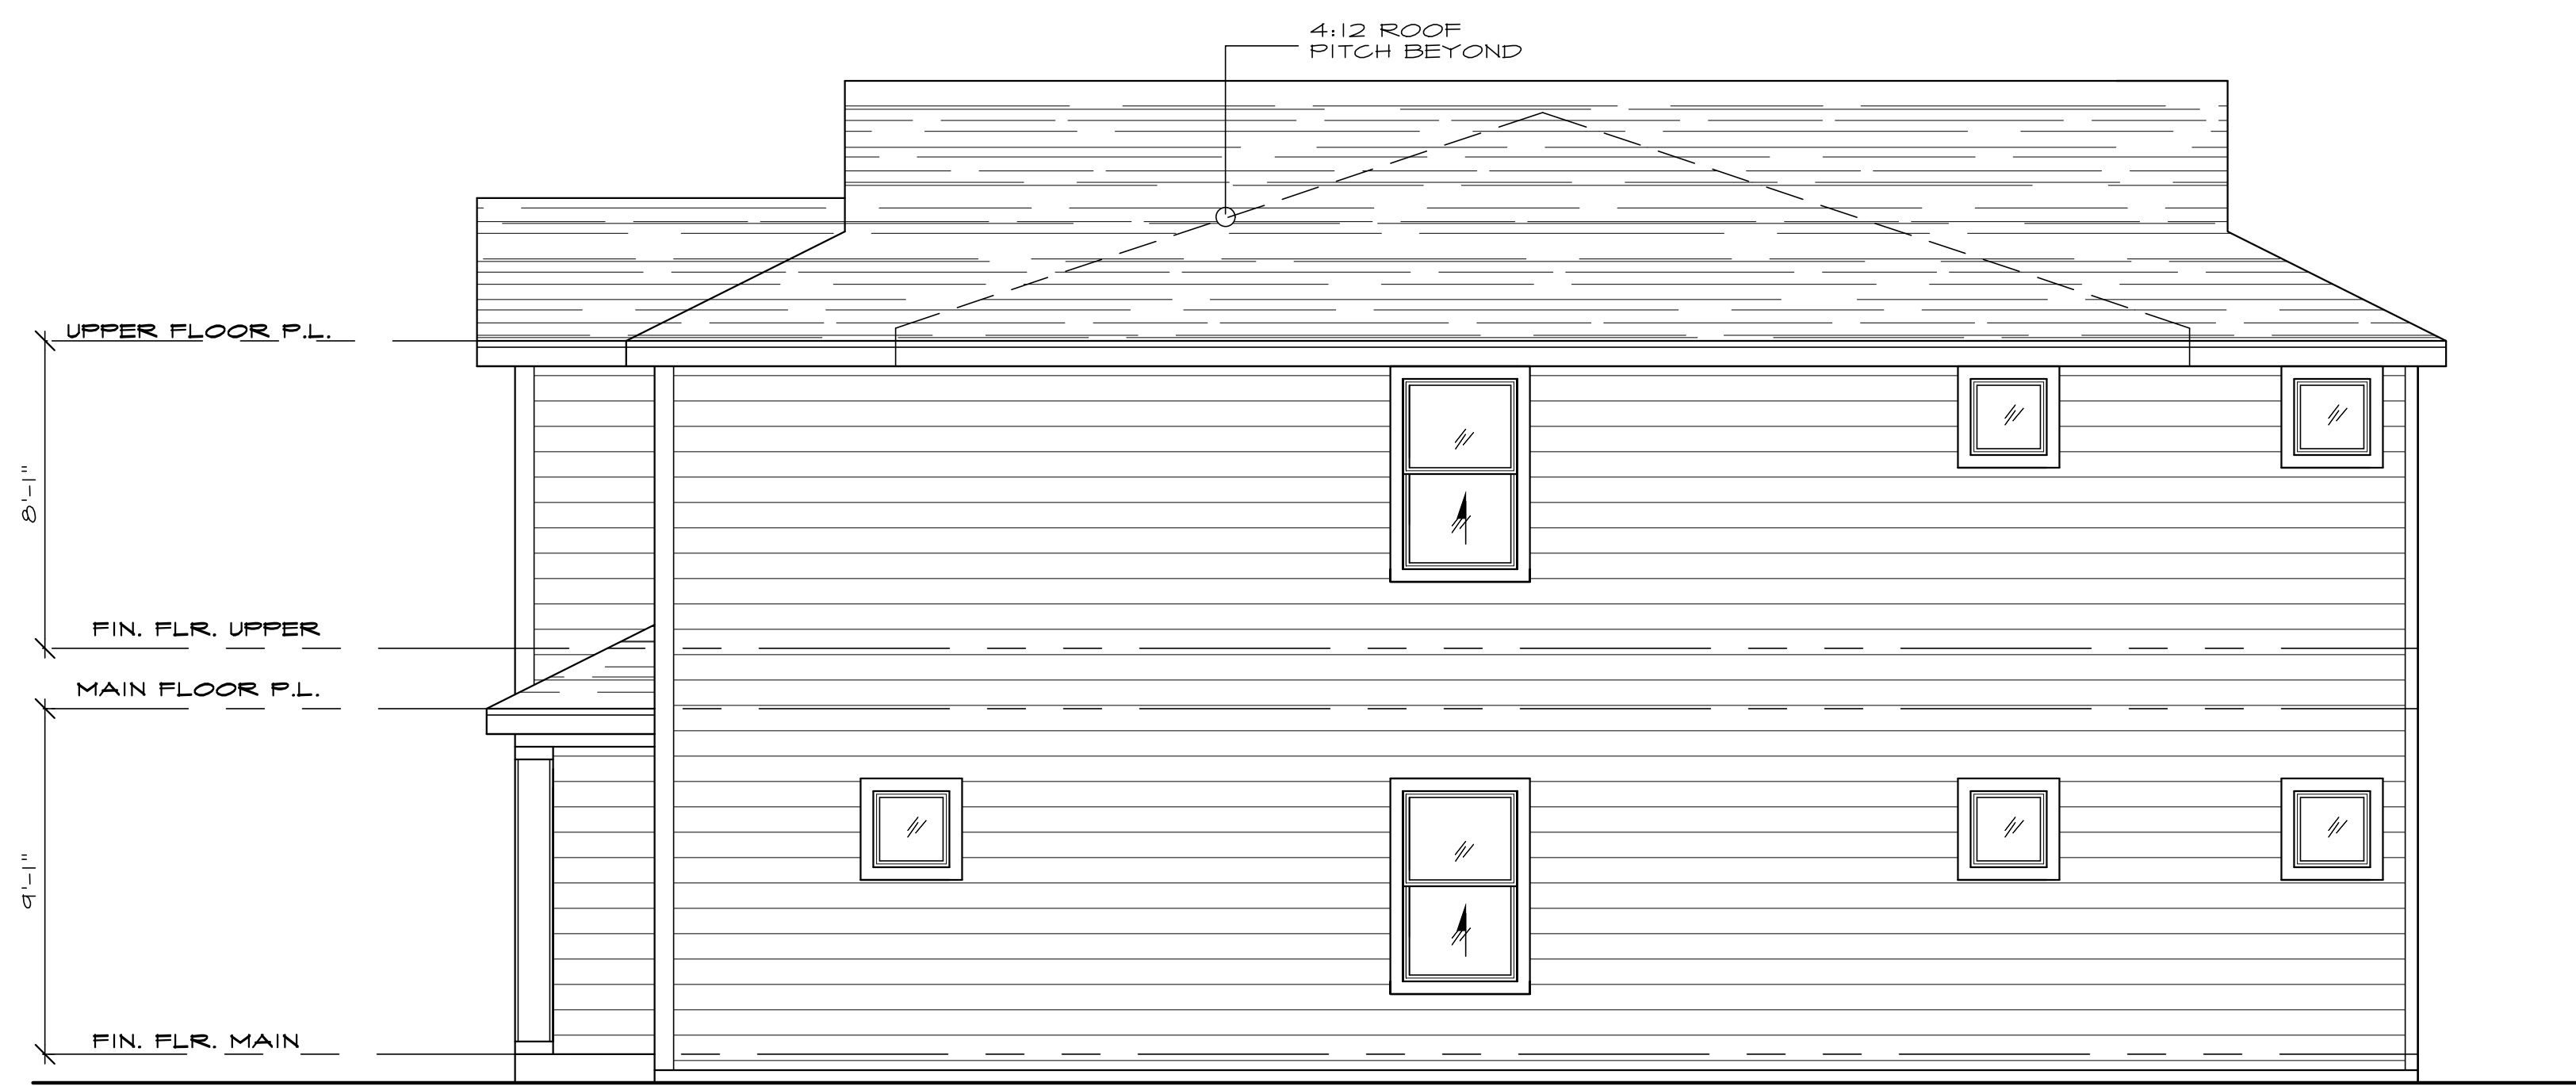 4:12 ROOF
PITCH BEYOND
UPPER FLOOR P.L.
8'-1"
FIN. FLR. UPPER
MAIN FLOOR P.L.
9'-1"
FIN. FLR. MAIN